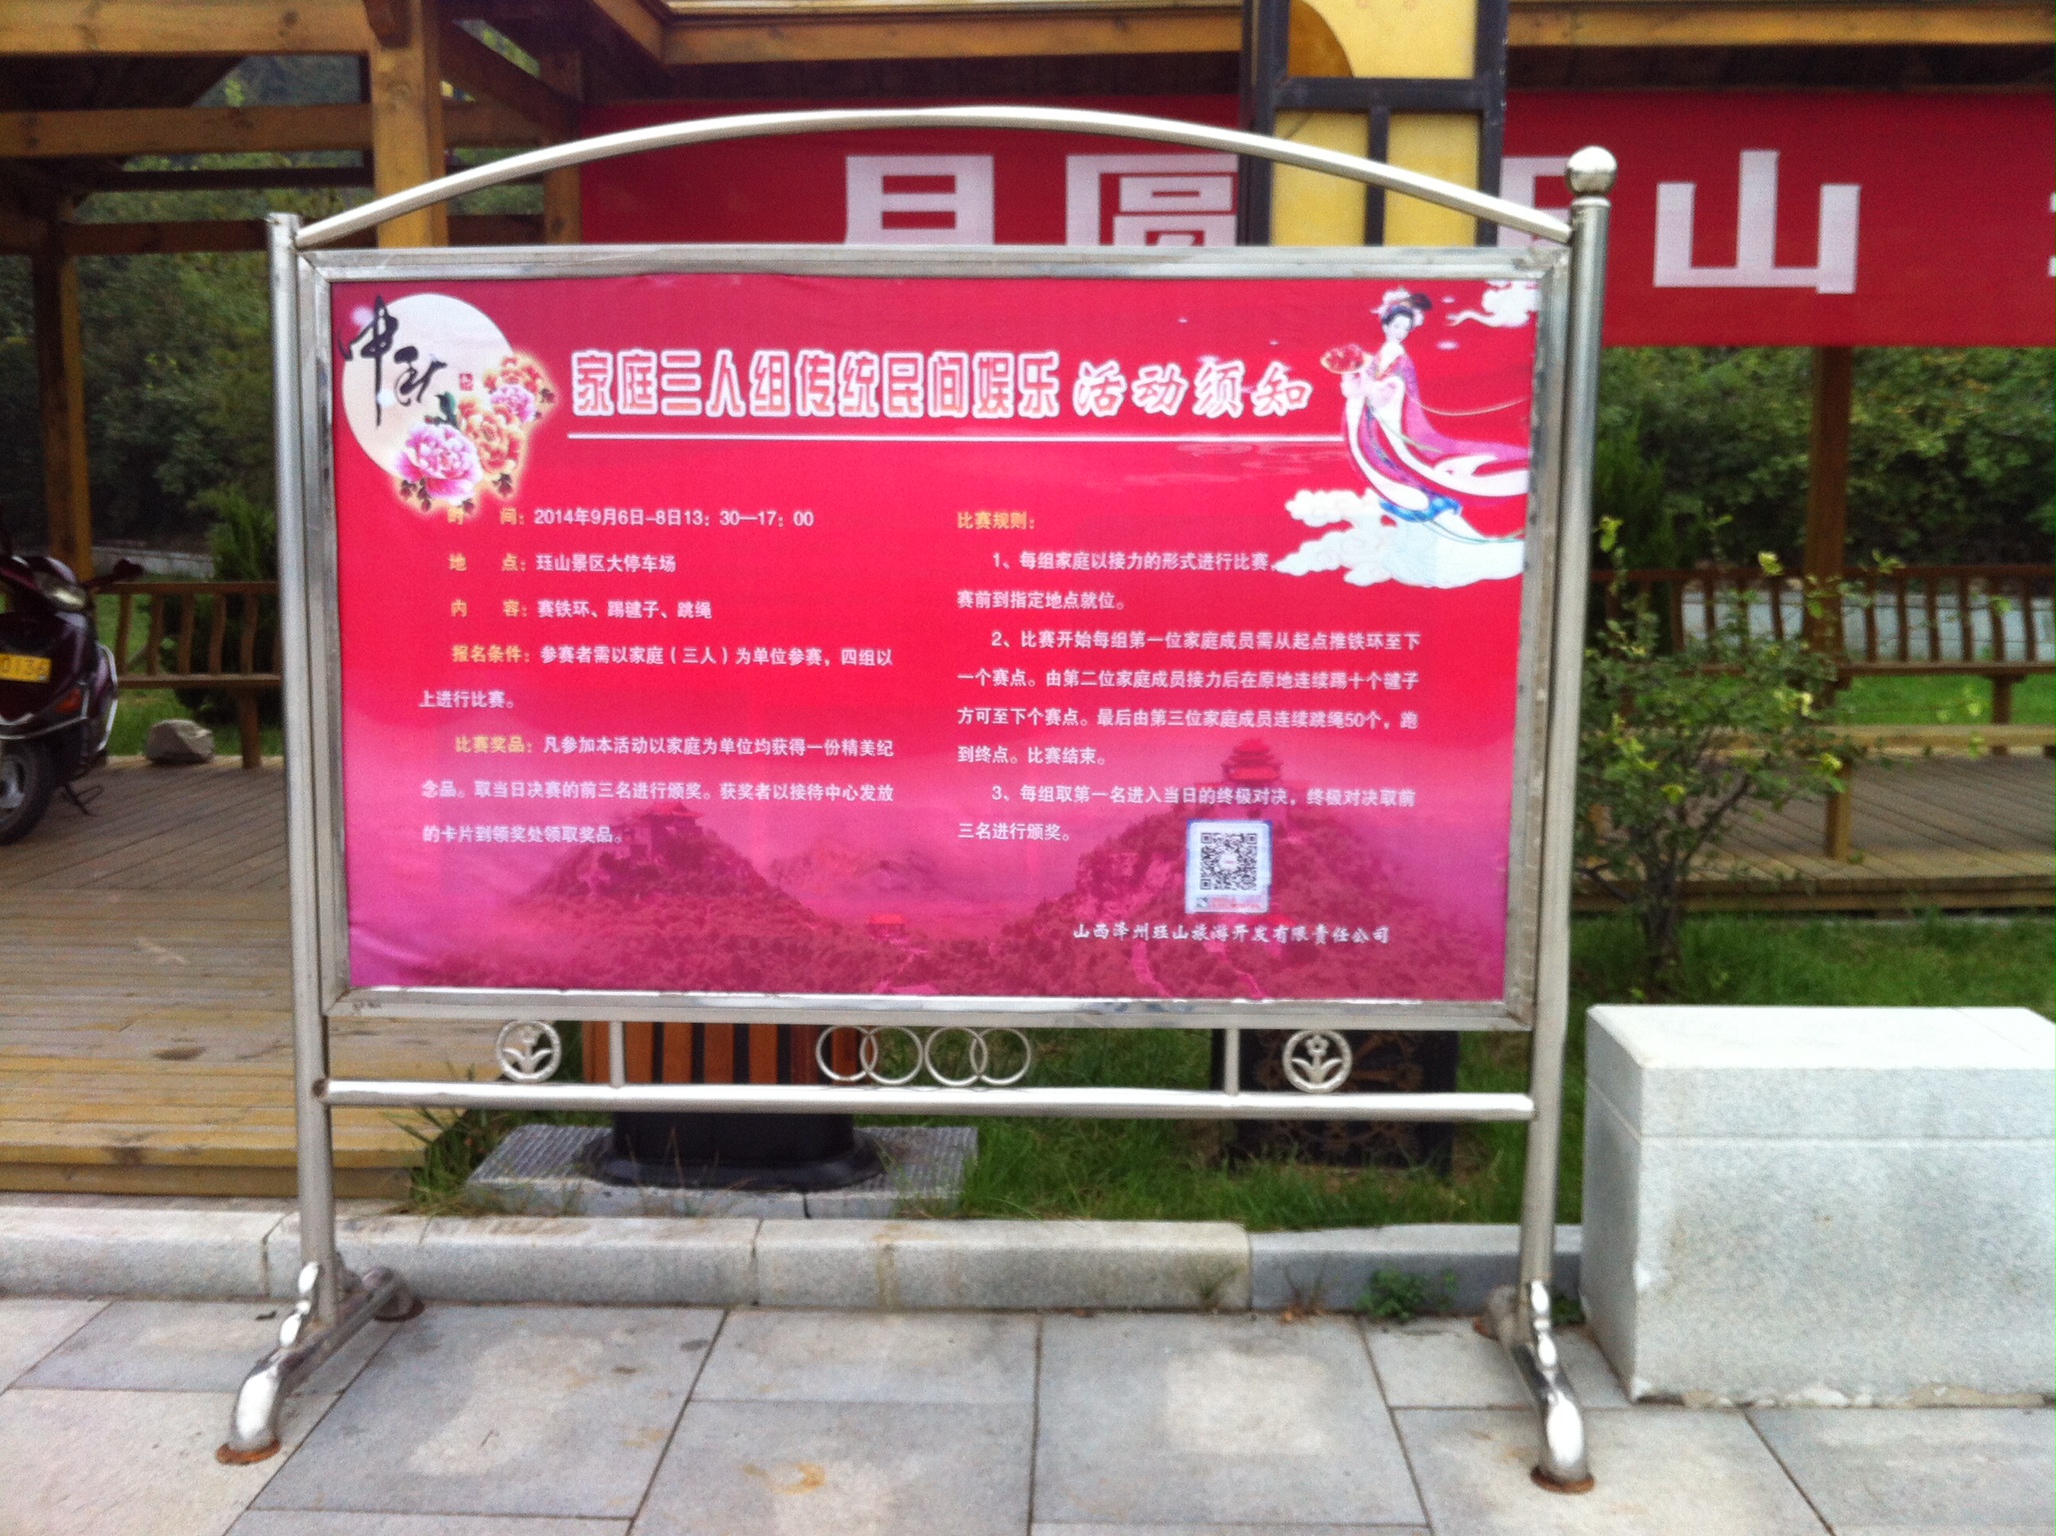 月圆
山
中秋
家庭三人组传统民间娱乐活动须知
时 间：2014年9月6日-8日13：30—17：00
地 点：珏山景区大停车场
内 容：赛铁环、踢毽子、跳绳
报名条件：参赛者需以家庭（三人）为单位参赛，四组以
上进行比赛。
比赛奖品：凡参加本活动以家庭为单位均获得一份精美纪
念品。取当日决赛的前三名进行颁奖。获奖者以接待中心发放
的卡片到领奖处领取奖品。
比赛规则：
1、每组家庭以接力的形式进行比赛，
赛前到指定地点就位。
2、比赛开始每组第一位家庭成员需从起点推铁环至下
一个赛点。由第二位家庭成员接力后在原地连续踢十个毽子
方可至下个赛点。最后由第三位家庭成员连续跳绳50个，跑
到终点。比赛结束。
3、每组取第一名进入当日的终极对决，终极对决取前
三名进行颁奖。
山西泽州珏山旅游开发有限责任公司